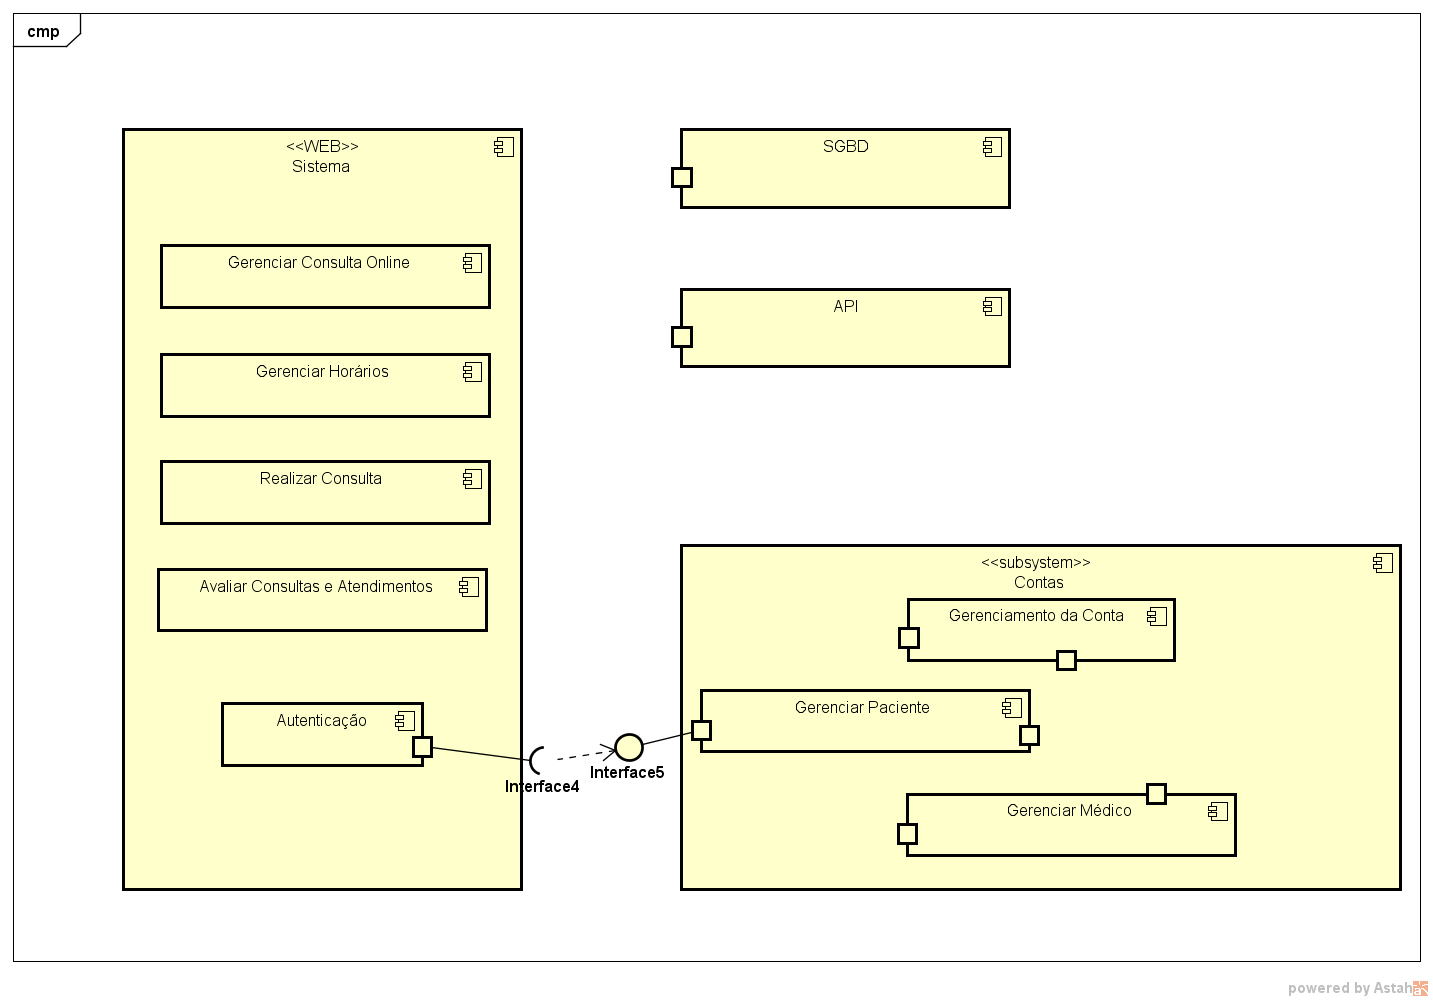 cmp
<<WEB>>
Sistema
Gerenciar Consulta Online
Gerenciar Horários
Realizar Consulta
Avaliar Consultas e Atendimentos
Autenticação
Interface4
Interface5
SGBD
API
<<subsystem>>
Contas
Gerenciamento da Conta
Gerenciar Paciente
Gerenciar Médico
powered by Astah